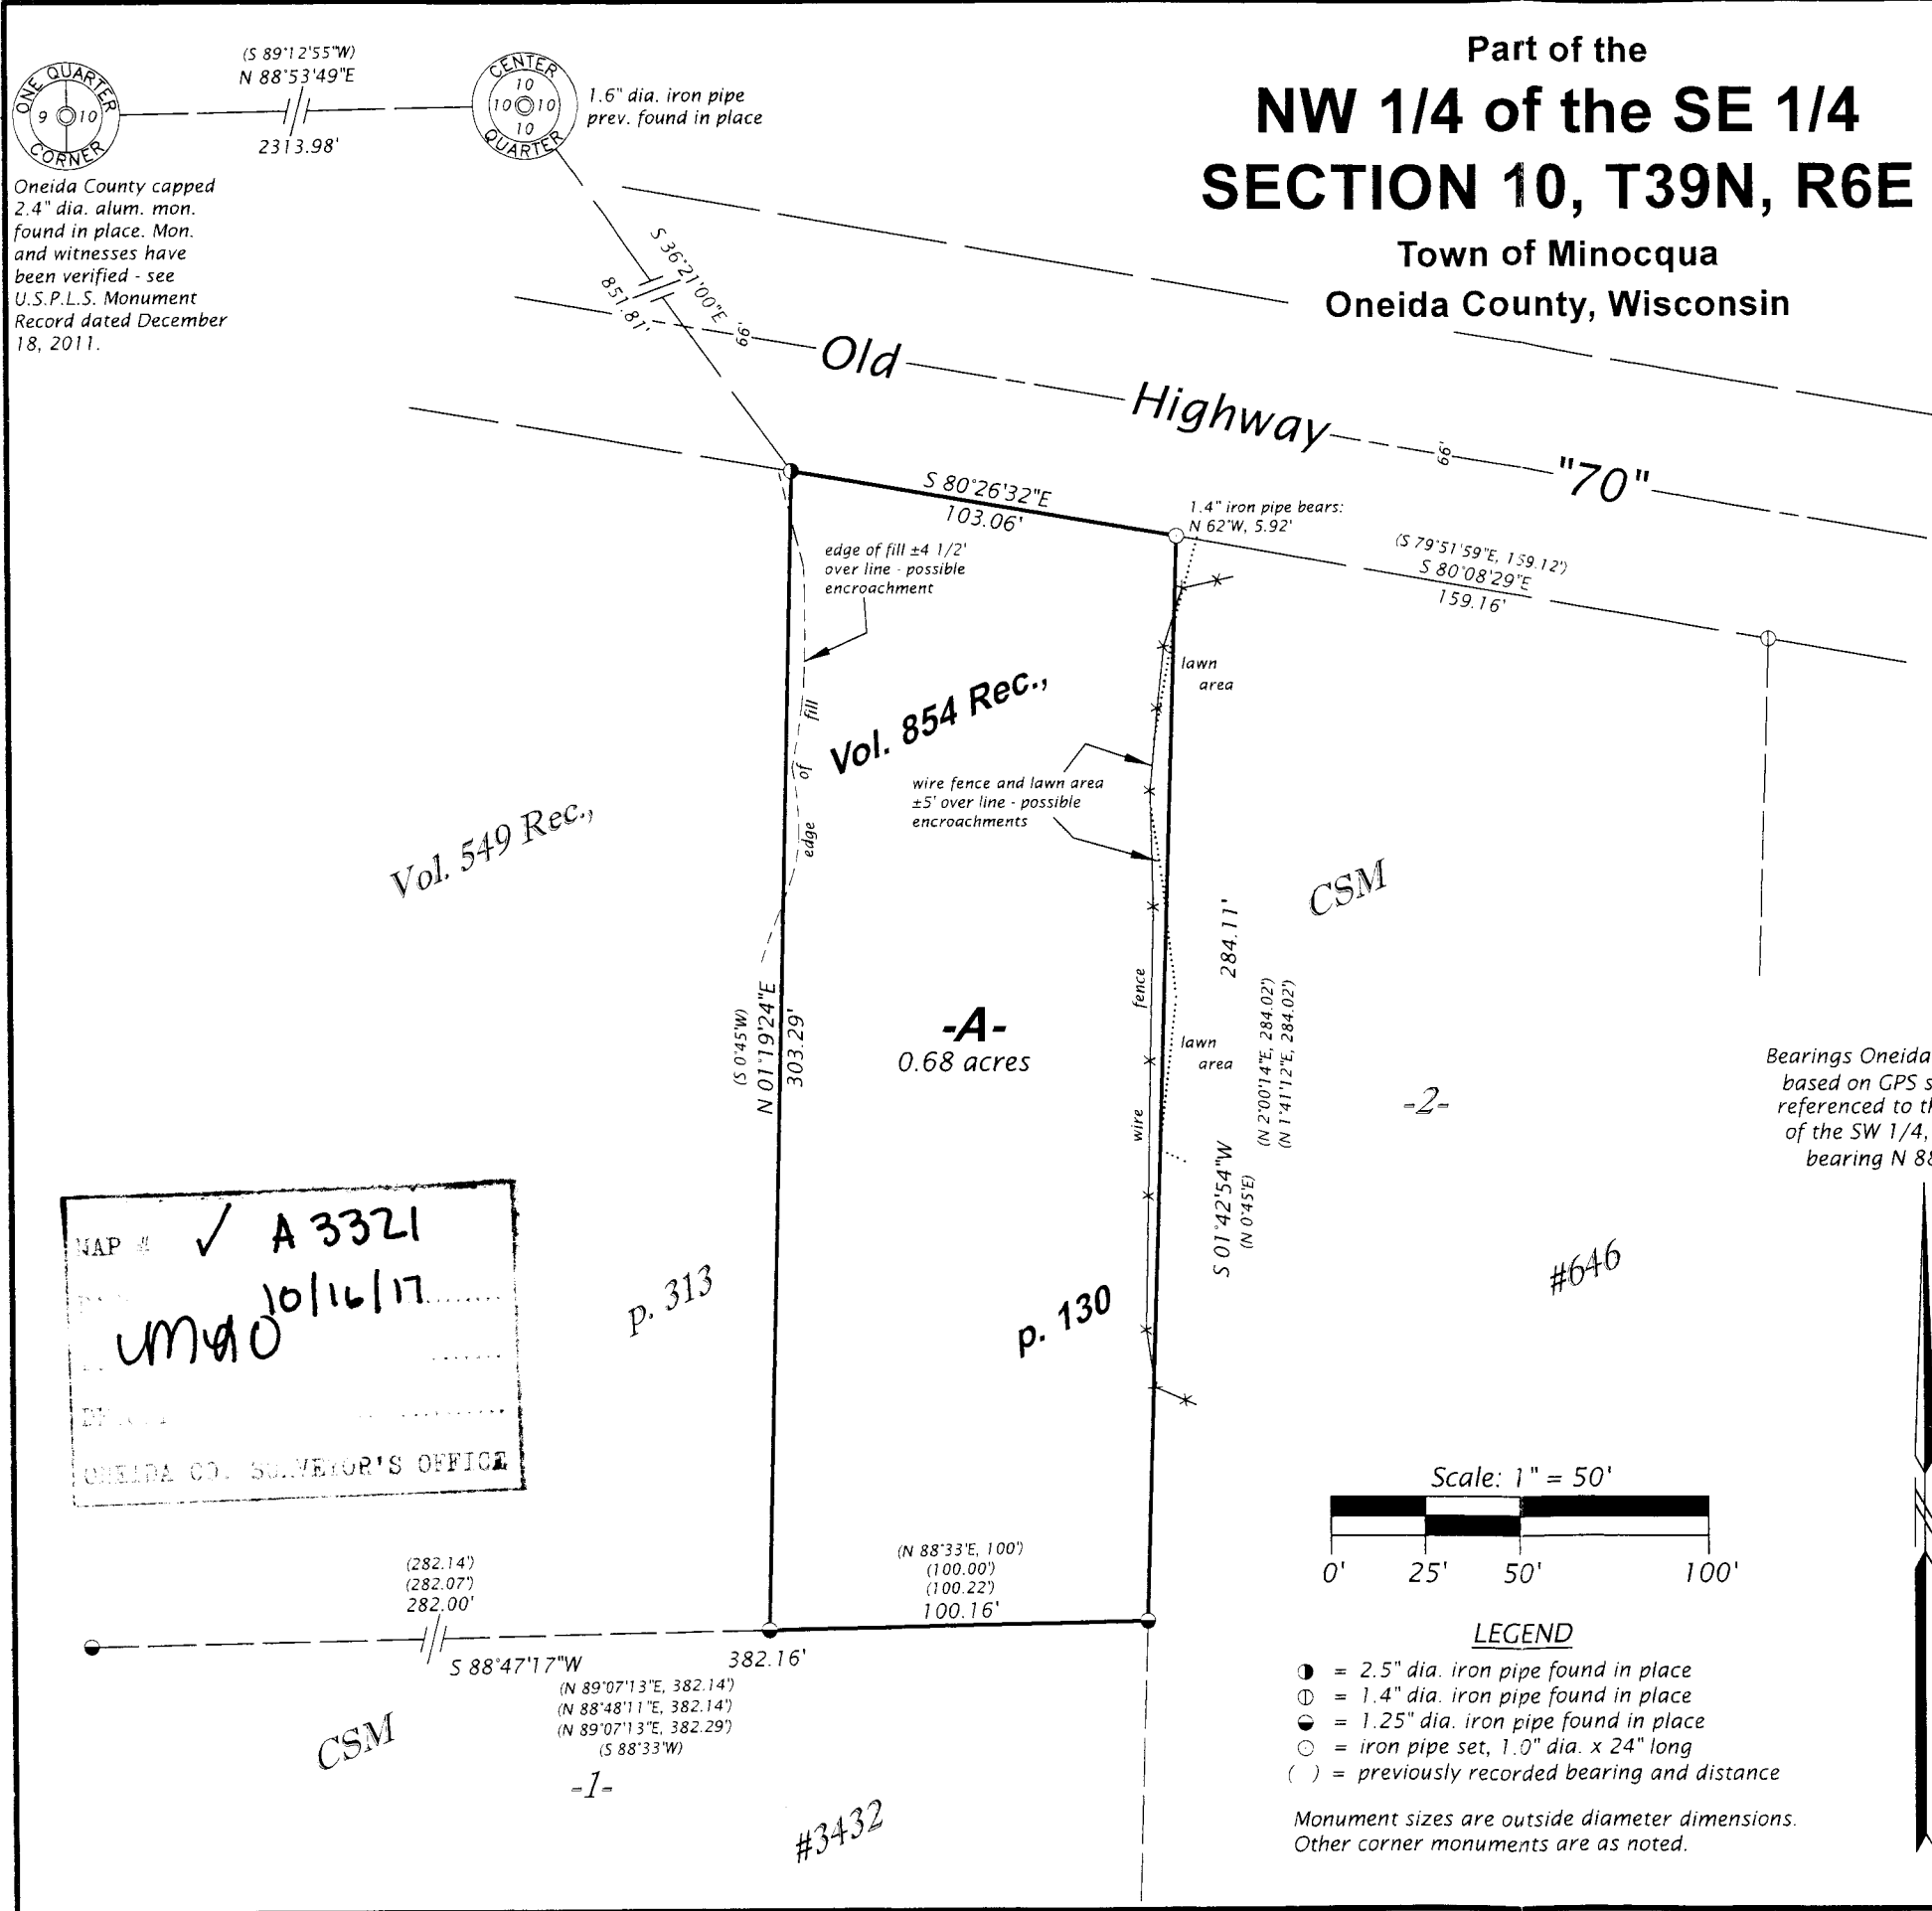 Part of the
NW 1/4 of the SE 1/4
SECTION 10, T39N, R6E
Town of Minocqua
Oneida County, Wisconsin
ONE QUARTER
9 10
CORNER
(S 89°12'55"W)
N 88°53'49"E
2313.98'
CENTER
10
10 10
10
QUARTER
1.6" dia. iron pipe
prev. found in place
Oneida County capped
2.4" dia. alum. mon.
found in place. Mon.
and witnesses have
been verified - see
U.S.P.L.S. Monument
Record dated December
18, 2011.
S 36°21'00"E
851.81'
66'
Old Highway "70"
66'
S 80°26'32"E
103.06'
1.4" iron pipe bears:
N 62°W, 5.92'
(S 79°51'59"E, 159.12')
S 80°08'29"E
159.16'
edge of fill ±4 1/2'
over line - possible
encroachment
edge of fill
lawn
area
Vol. 854 Rec.,
wire fence and lawn area
±5' over line - possible
encroachments
Vol. 549 Rec.,
CSM
284.11'
(S 0°45'W)
N 01°19'24"E
303.29'
-A-
0.68 acres
wire fence
lawn
area
(N 2°00'14"E, 284.02')
(N 1°41'12"E, 284.02')
S 01°42'54"W
(N 0°45'E)
-2-
Bearings Oneida
based on GPS s
referenced to th
of the SW 1/4,
bearing N 88
#646
p. 313
p. 130
MAP # ✓ A 3321
10/16/17
ONEIDA CO. SURVEYOR'S OFFICE
Scale: 1" = 50'
0' 25' 50' 100'
(282.14')
(282.07')
282.00'
(N 88°33'E, 100')
(100.00')
(100.22')
100.16'
S 88°47'17"W
382.16'
(N 89°07'13"E, 382.14')
(N 88°48'11"E, 382.14')
(N 89°07'13"E, 382.29')
(S 88°33'W)
CSM
-1-
#3432
LEGEND
= 2.5" dia. iron pipe found in place
= 1.4" dia. iron pipe found in place
= 1.25" dia. iron pipe found in place
= iron pipe set, 1.0" dia. x 24" long
( ) = previously recorded bearing and distance
Monument sizes are outside diameter dimensions.
Other corner monuments are as noted.